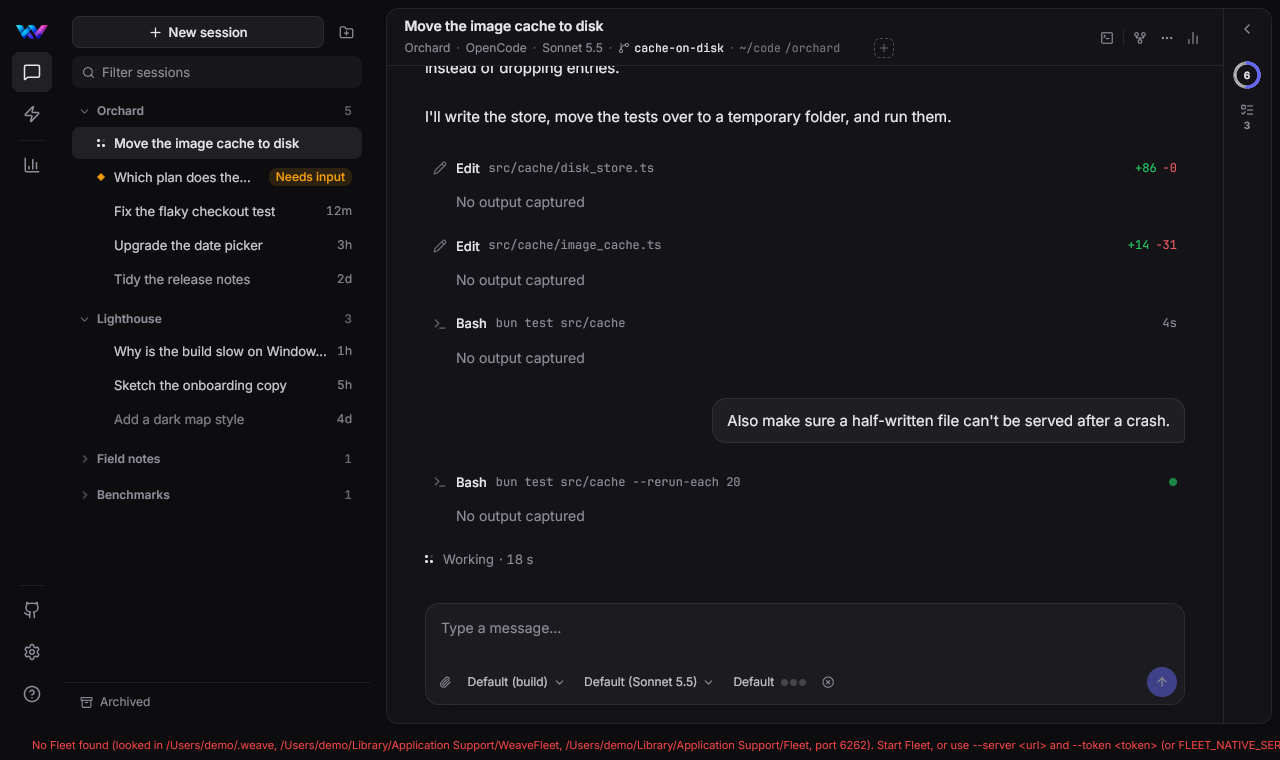 New session
Filter sessions
Orchard 5
Move the image cache to disk
Which plan does the... Needs input
Fix the flaky checkout test 12m
Upgrade the date picker 3h
Tidy the release notes 2d
Lighthouse 3
Why is the build slow on Window... 1h
Sketch the onboarding copy 5h
Add a dark map style 4d
Field notes 1
Benchmarks 1
Archived
Move the image cache to disk
Orchard · OpenCode · Sonnet 5.5 · cache-on-disk · ~/code /orchard
instead of dropping entries.
I'll write the store, move the tests over to a temporary folder, and run them.
Edit src/cache/disk_store.ts +86 -0
No output captured
Edit src/cache/image_cache.ts +14 -31
No output captured
Bash bun test src/cache 4s
No output captured
Also make sure a half-written file can't be served after a crash.
Bash bun test src/cache --rerun-each 20
No output captured
Working · 18 s
Type a message...
Default (build) Default (Sonnet 5.5) Default
6
3
No Fleet found (looked in /Users/demo/.weave, /Users/demo/Library/Application Support/WeaveFleet, /Users/demo/Library/Application Support/Fleet, port 6262). Start Fleet, or use --server <url> and --token <token> (or FLEET_NATIVE_SER